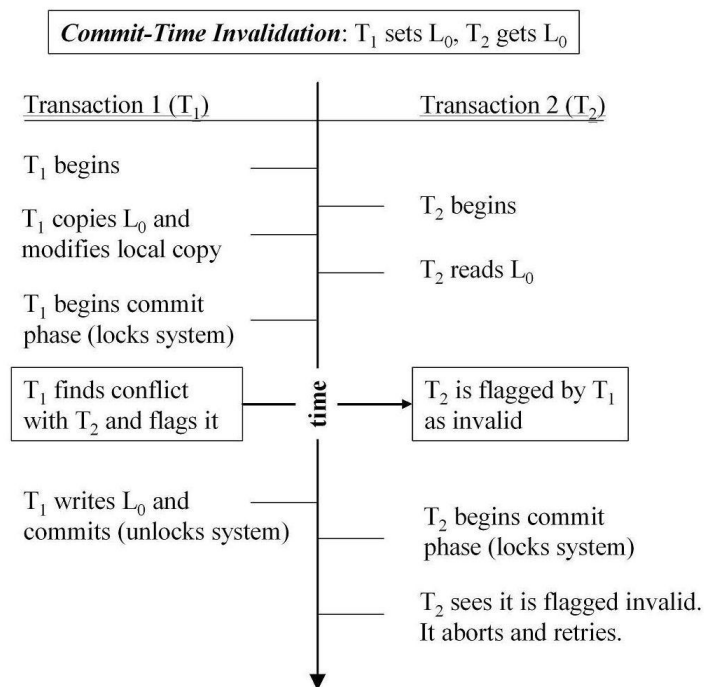 Commit-Time Invalidation: T₁ sets L₀, T₂ gets L₀
Transaction 1 (T₁)
Transaction 2 (T₂)
T₁ begins
T₂ begins
T₁ copies L₀ and
modifies local copy
T₂ reads L₀
T₁ begins commit
phase (locks system)
T₁ finds conflict
with T₂ and flags it
time
T₂ is flagged by T₁
as invalid
T₁ writes L₀ and
commits (unlocks system)
T₂ begins commit
phase (locks system)
T₂ sees it is flagged invalid.
It aborts and retries.